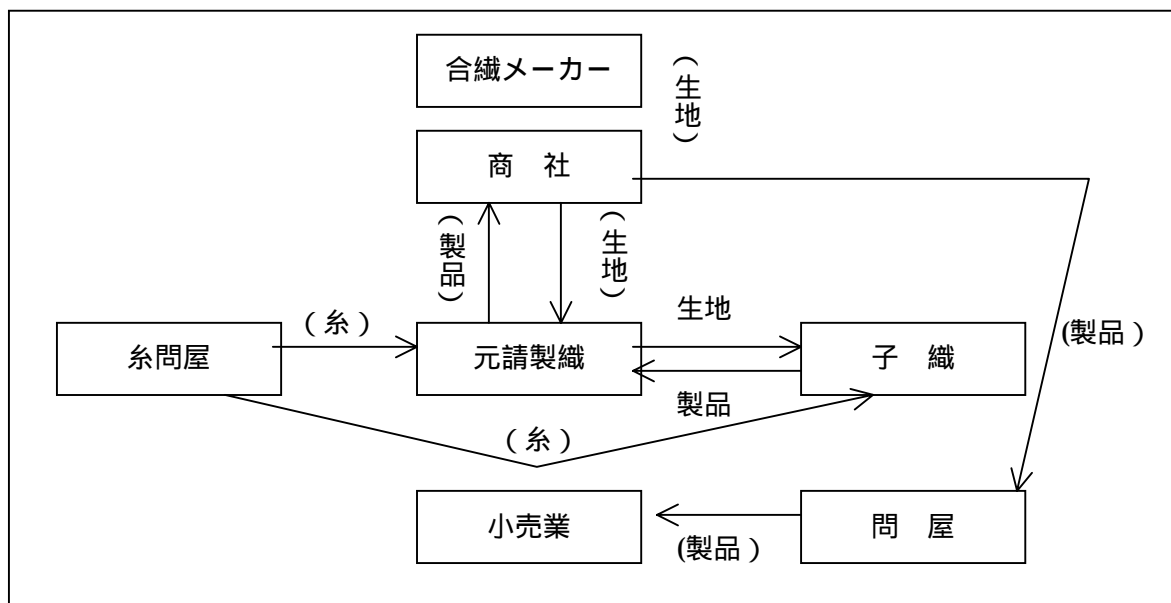 合繊メーカー
（生地）
商　社
（製品）
（生地）
（糸）
生地
糸問屋
元請製織
子　織
(製品）
製品
（糸）
小売業
問　屋
(製品）